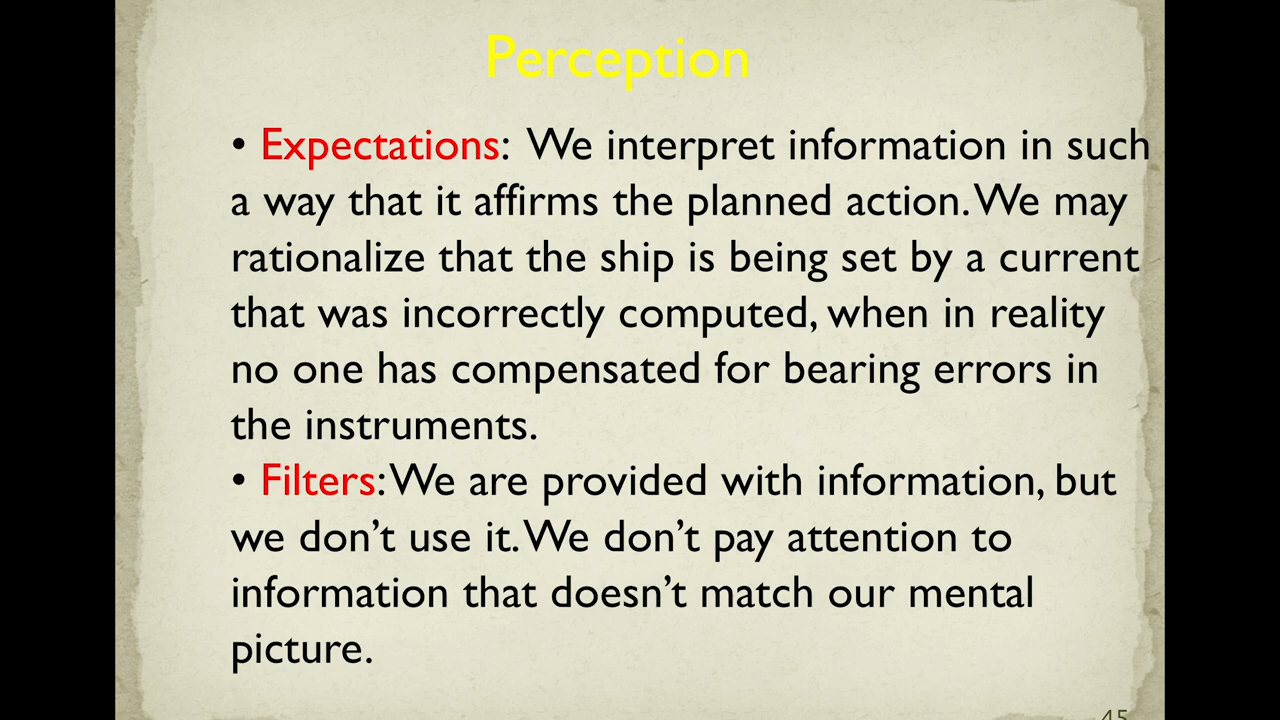 Perception
• Expectations: We interpret information in such
a way that it affirms the planned action. We may
rationalize that the ship is being set by a current
that was incorrectly computed, when in reality
no one has compensated for bearing errors in
the instruments.
• Filters: We are provided with information, but
we don’t use it. We don’t pay attention to
information that doesn’t match our mental
picture.
45